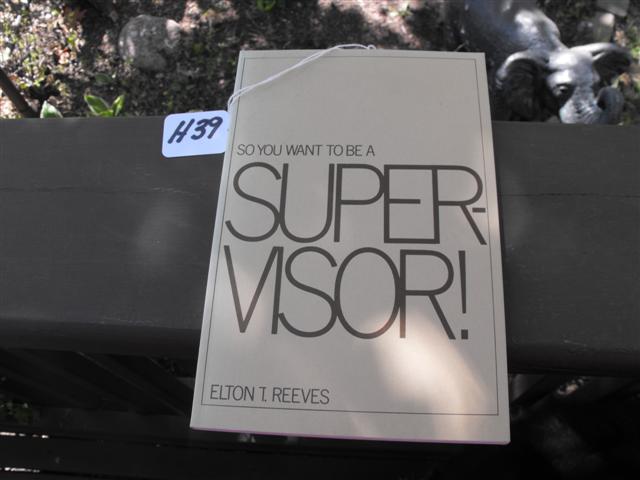 H39
SO YOU WANT TO BE A
SUPER-
VISOR!
ELTON T. REEVES